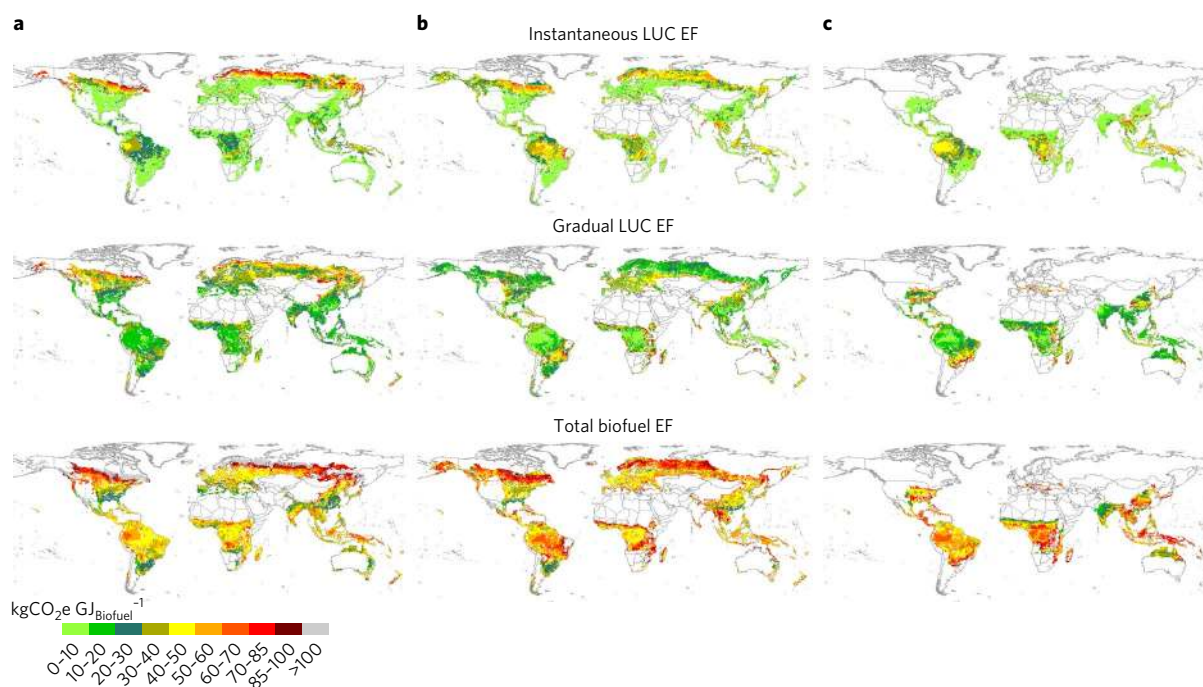 a b c
Instantaneous LUC EF
Gradual LUC EF
Total biofuel EF
kgCO₂e GJ_Biofuel⁻¹
0–10 10–20 20–30 30–40 40–50 50–60 60–70 70–85 85–100 >100